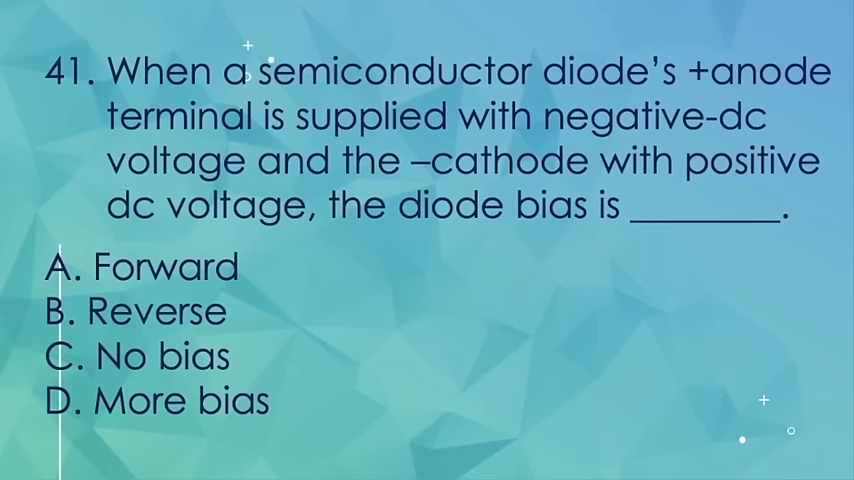 41. When a semiconductor diode’s +anode
terminal is supplied with negative-dc
voltage and the –cathode with positive
dc voltage, the diode bias is ________.
A. Forward
B. Reverse
C. No bias
D. More bias